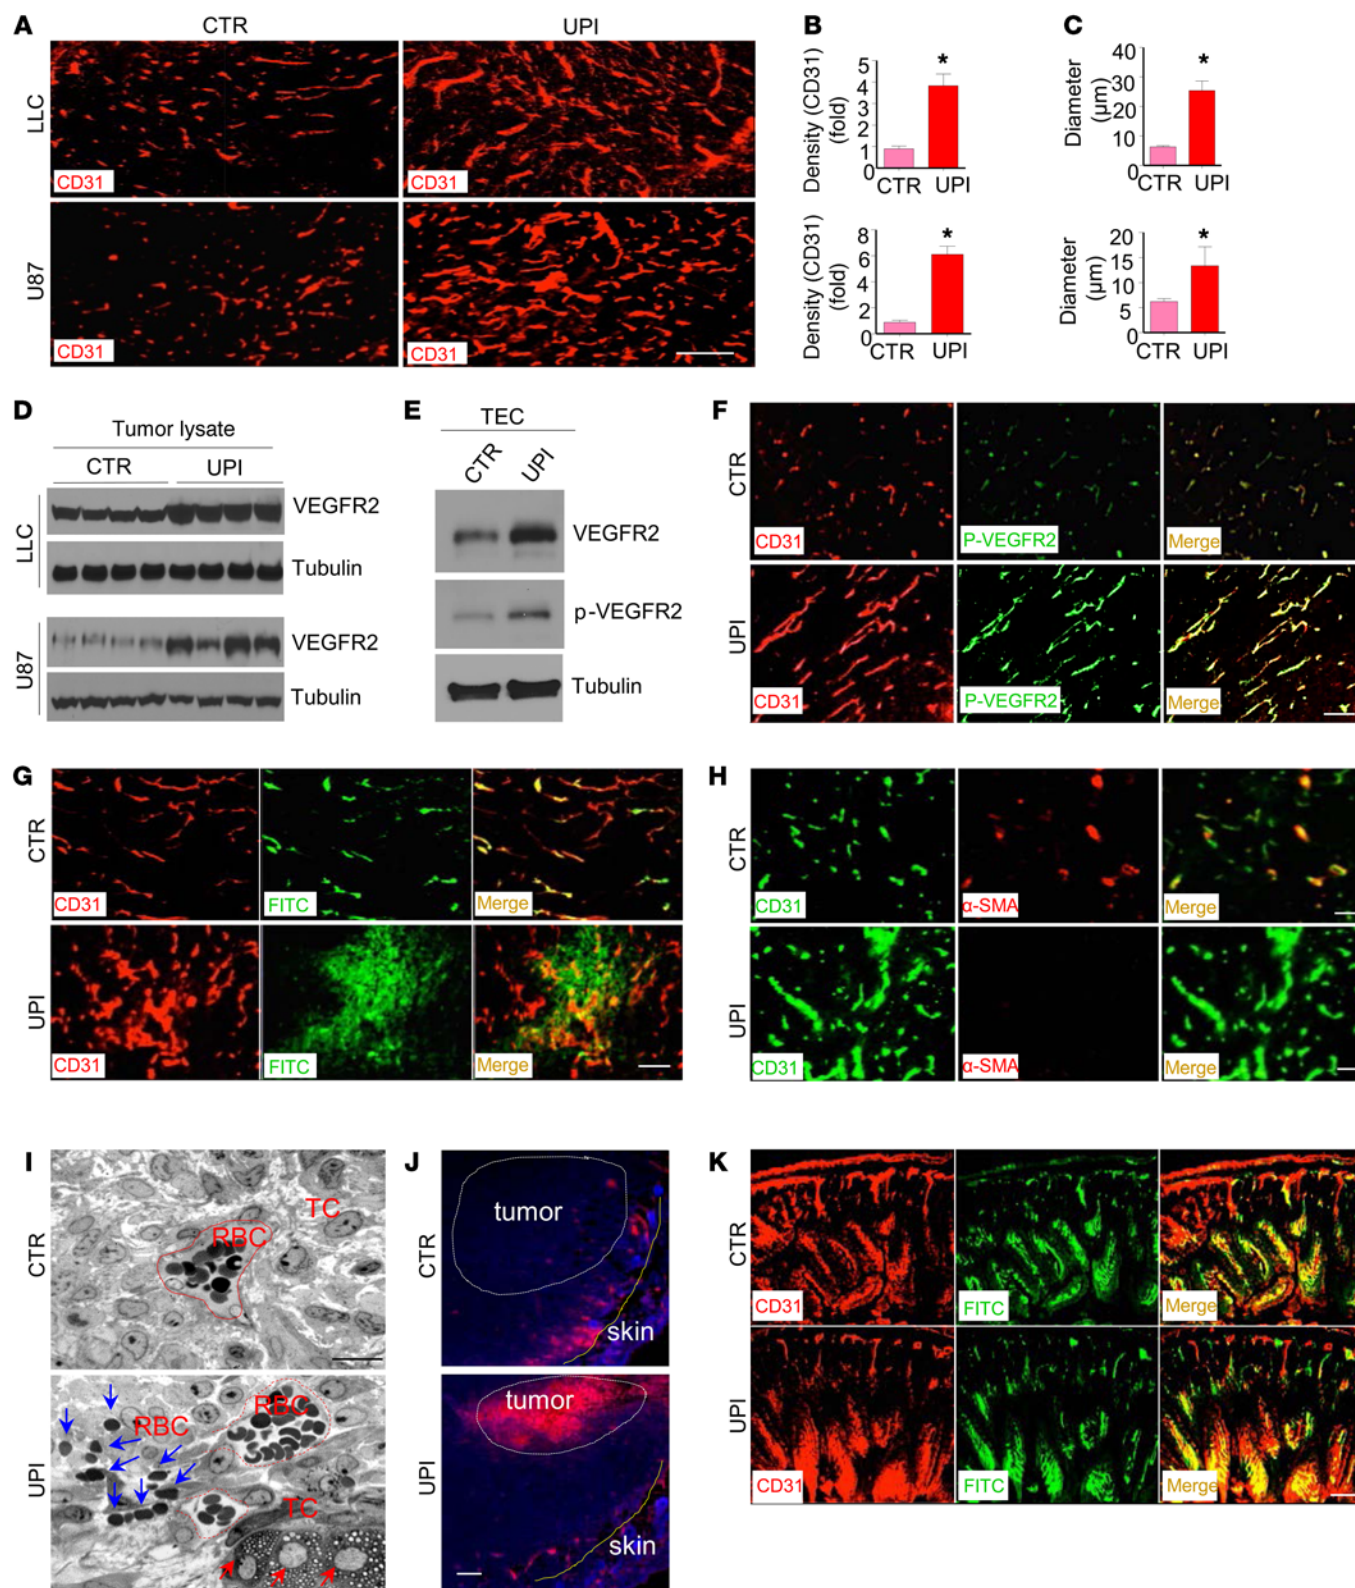 A
CTR
UPI
LLC
CD31
CD31
U87
CD31
CD31
B
Density (CD31)
(fold)
5
4
3
2
1
0
*
CTR
UPI
Density (CD31)
(fold)
8
6
4
2
0
*
CTR
UPI
C
Diameter
(µm)
40
30
20
10
0
*
CTR
UPI
Diameter
(µm)
20
15
10
5
0
*
CTR
UPI
D
Tumor lysate
CTR
UPI
LLC
VEGFR2
Tubulin
U87
VEGFR2
Tubulin
E
TEC
CTR
UPI
VEGFR2
p-VEGFR2
Tubulin
F
CTR
CD31
P-VEGFR2
Merge
UPI
CD31
P-VEGFR2
Merge
G
CTR
CD31
FITC
Merge
UPI
CD31
FITC
Merge
H
CTR
CD31
α-SMA
Merge
UPI
CD31
α-SMA
Merge
I
CTR
TC
RBC
UPI
RBC
RBC
TC
J
CTR
tumor
skin
UPI
tumor
skin
K
CTR
CD31
FITC
Merge
UPI
CD31
FITC
Merge